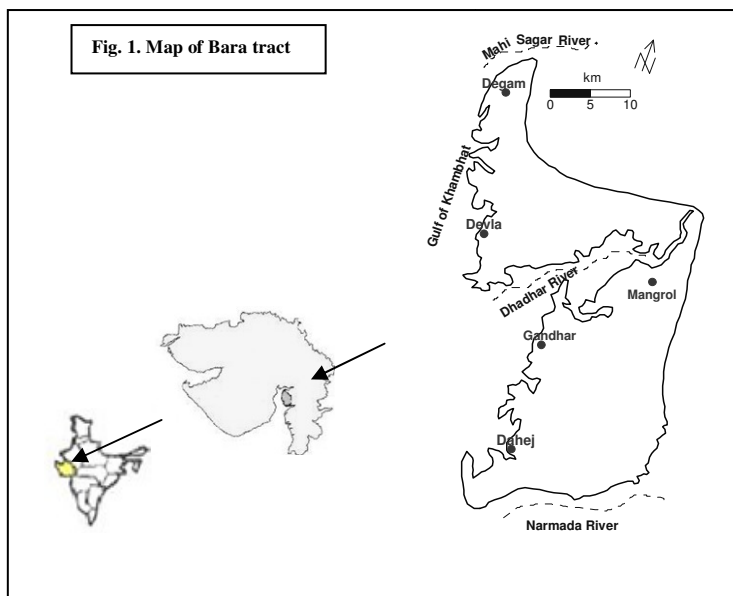 Fig. 1. Map of Bara tract
Mahi Sagar River
N
km
0 5 10
Degam
Gulf of Khambhat
Devla
Dhadhar River
Mangrol
Gandhar
Dahej
Narmada River